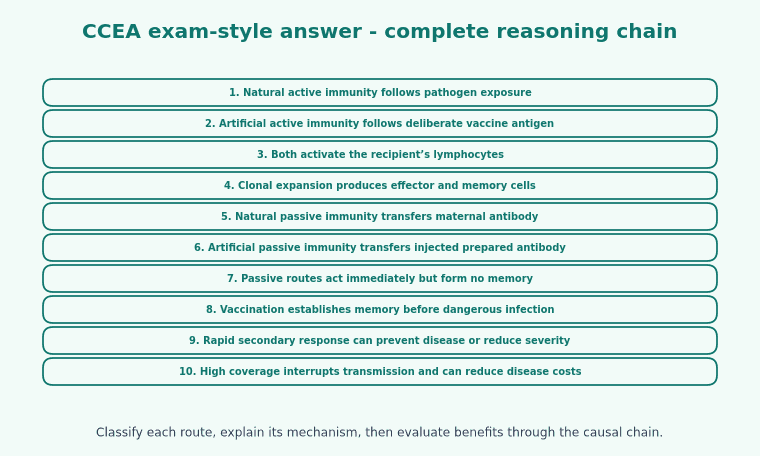 CCEA exam-style answer - complete reasoning chain
1. Natural active immunity follows pathogen exposure
2. Artificial active immunity follows deliberate vaccine antigen
3. Both activate the recipient’s lymphocytes
4. Clonal expansion produces effector and memory cells
5. Natural passive immunity transfers maternal antibody
6. Artificial passive immunity transfers injected prepared antibody
7. Passive routes act immediately but form no memory
8. Vaccination establishes memory before dangerous infection
9. Rapid secondary response can prevent disease or reduce severity
10. High coverage interrupts transmission and can reduce disease costs
Classify each route, explain its mechanism, then evaluate benefits through the causal chain.